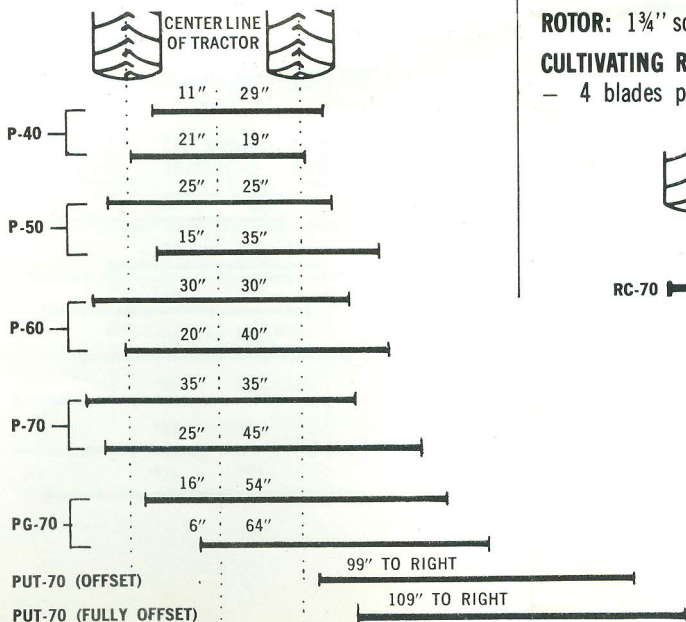 CENTER LINE
OF TRACTOR
11″ 29″
P-40
21″ 19″
25″ 25″
P-50
15″ 35″
30″ 30″
P-60
20″ 40″
35″ 35″
P-70
25″ 45″
16″ 54″
PG-70
6″ 64″
99″ TO RIGHT
PUT-70 (OFFSET)
109″ TO RIGHT
PUT-70 (FULLY OFFSET)
ROTOR: 1¾″
CULTIVATING
– 4 blades
RC-70